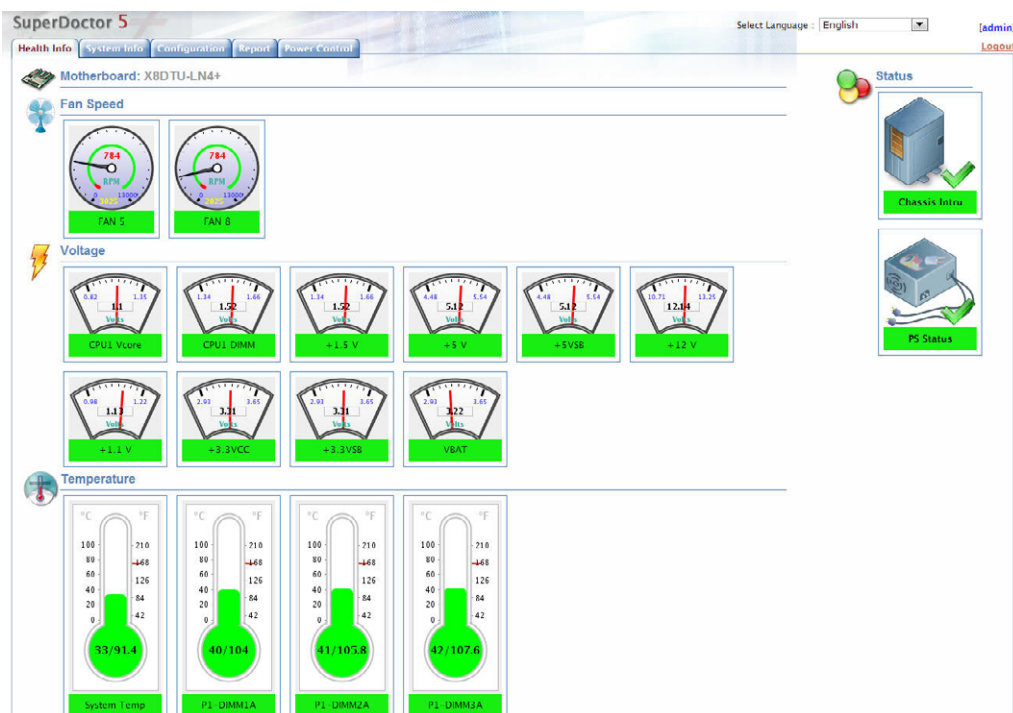 SuperDoctor 5
Select Language : English
[admin]
Logout
Health Info System Info Configuration Report Power Control
Motherboard: X8DTU-LN4+
Status
Fan Speed
784 784
RPM RPM
0 13000 0 13000
3025 3025
FAN 5 FAN 8
Chassis Intru
Voltage
0.82 1.35 1.34 1.66 1.34 1.66 4.48 5.54 4.48 5.54 10.71 13.25
1.1 1.52 1.52 5.12 5.12 12.14
Volts Volts Volts Volts Volts Volts
CPU1 Vcore CPU1 DIMM +1.5 V +5 V +5VSB +12 V
PS Status
0.98 1.22 2.93 3.65 2.93 3.65 2.93 3.65
1.13 3.31 3.31 3.22
Volts Volts Volts Volts
+1.1 V +3.3VCC +3.3VSB VBAT
Temperature
°C °F °C °F °C °F °C °F
100 210 100 210 100 210 100 210
80 168 80 168 80 168 80 168
60 126 60 126 60 126 60 126
40 84 40 84 40 84 40 84
20 42 20 42 20 42 20 42
0 0 0 0
33/91.4 40/104 41/105.8 42/107.6
System Temp P1-DIMM1A P1-DIMM2A P1-DIMM3A